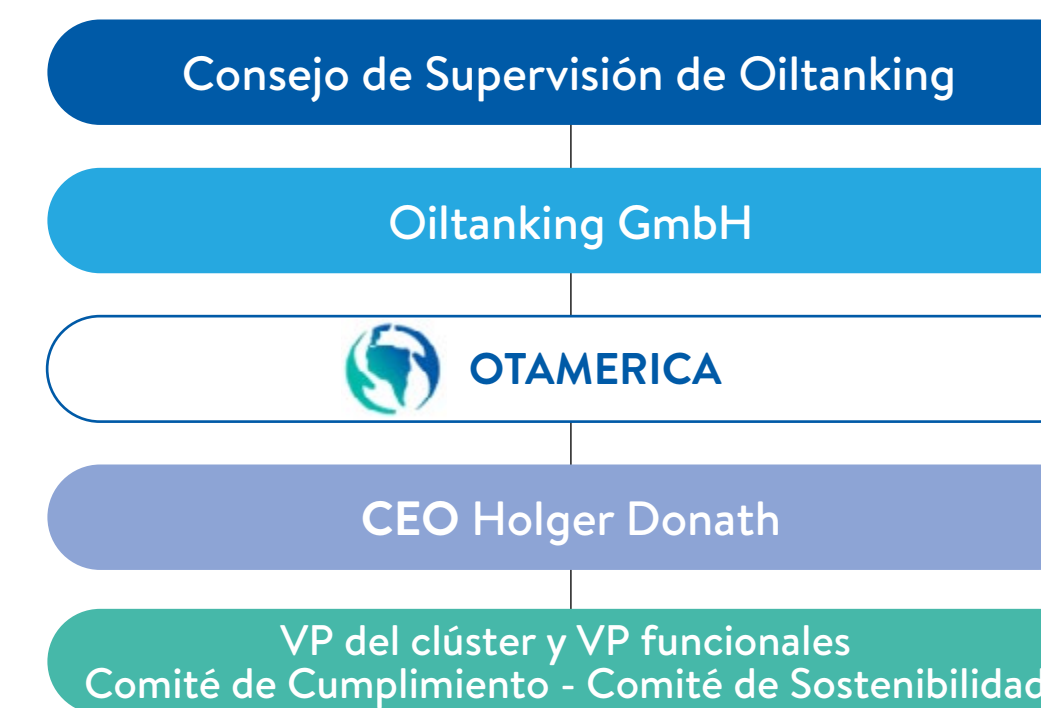 Consejo de Supervisión de Oiltanking
Oiltanking GmbH
OTAMERICA
CEO Holger Donath
VP del clúster y VP funcionales
Comité de Cumplimiento - Comité de Sostenibilidad